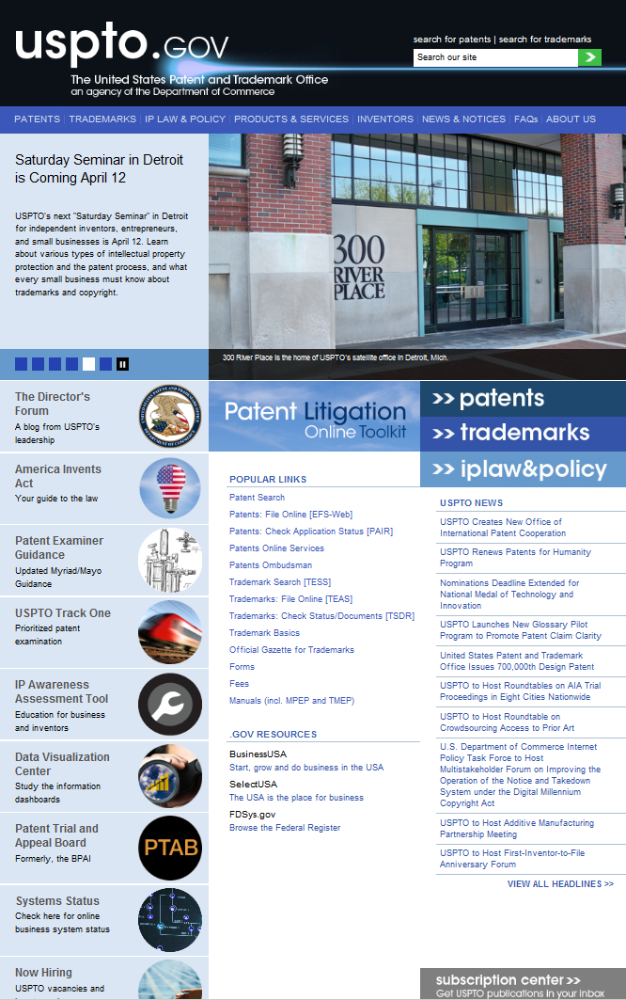 uspto.GOV
The United States Patent and Trademark Office
an agency of the Department of Commerce
search for patents | search for trademarks
Search our site
PATENTS | TRADEMARKS | IP LAW & POLICY | PRODUCTS & SERVICES | INVENTORS | NEWS & NOTICES | FAQs | ABOUT US
Saturday Seminar in Detroit
is Coming April 12
USPTO's next "Saturday Seminar" in Detroit
for independent inventors, entrepreneurs,
and small businesses is April 12. Learn
about various types of intellectual property
protection and the patent process, and what
every small business must know about
trademarks and copyright.
300
RIVER
PLACE
300 River Place is the home of USPTO's satellite office in Detroit, Mich.
The Director's
Forum
A blog from USPTO's
leadership
America Invents
Act
Your guide to the law
Patent Examiner
Guidance
Updated Myriad/Mayo
Guidance
USPTO Track One
Prioritized patent
examination
IP Awareness
Assessment Tool
Education for business
and inventors
Data Visualization
Center
Study the information
dashboards
Patent Trial and
Appeal Board
Formerly, the BPAI
PTAB
Systems Status
Check here for online
business system status
Now Hiring
USPTO vacancies and
Patent Litigation
Online Toolkit
POPULAR LINKS
Patent Search
Patents: File Online [EFS-Web]
Patents: Check Application Status [PAIR]
Patents Online Services
Patents Ombudsman
Trademark Search [TESS]
Trademarks: File Online [TEAS]
Trademarks: Check Status/Documents [TSDR]
Trademark Basics
Official Gazette for Trademarks
Forms
Fees
Manuals (incl. MPEP and TMEP)
.GOV RESOURCES
BusinessUSA
Start, grow and do business in the USA
SelectUSA
The USA is the place for business
FDSys.gov
Browse the Federal Register
>> patents
>> trademarks
>> iplaw&policy
USPTO NEWS
USPTO Creates New Office of
International Patent Cooperation
USPTO Renews Patents for Humanity
Program
Nominations Deadline Extended for
National Medal of Technology and
Innovation
USPTO Launches New Glossary Pilot
Program to Promote Patent Claim Clarity
United States Patent and Trademark
Office Issues 700,000th Design Patent
USPTO to Host Roundtables on AIA Trial
Proceedings in Eight Cities Nationwide
USPTO to Host Roundtable on
Crowdsourcing Access to Prior Art
U.S. Department of Commerce Internet
Policy Task Force to Host
Multistakeholder Forum on Improving the
Operation of the Notice and Takedown
System under the Digital Millennium
Copyright Act
USPTO to Host Additive Manufacturing
Partnership Meeting
USPTO to Host First-Inventor-to-File
Anniversary Forum
VIEW ALL HEADLINES >>
subscription center >>
Get USPTO publications in your inbox